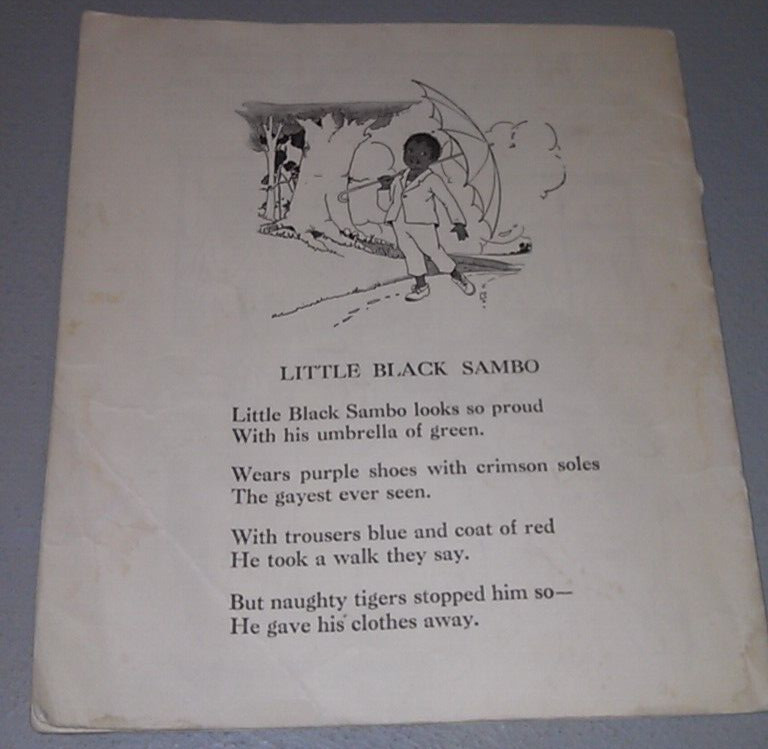 LITTLE BLACK SAMBO
Little Black Sambo looks so proud
With his umbrella of green.
Wears purple shoes with crimson soles
The gayest ever seen.
With trousers blue and coat of red
He took a walk they say.
But naughty tigers stopped him so—
He gave his clothes away.